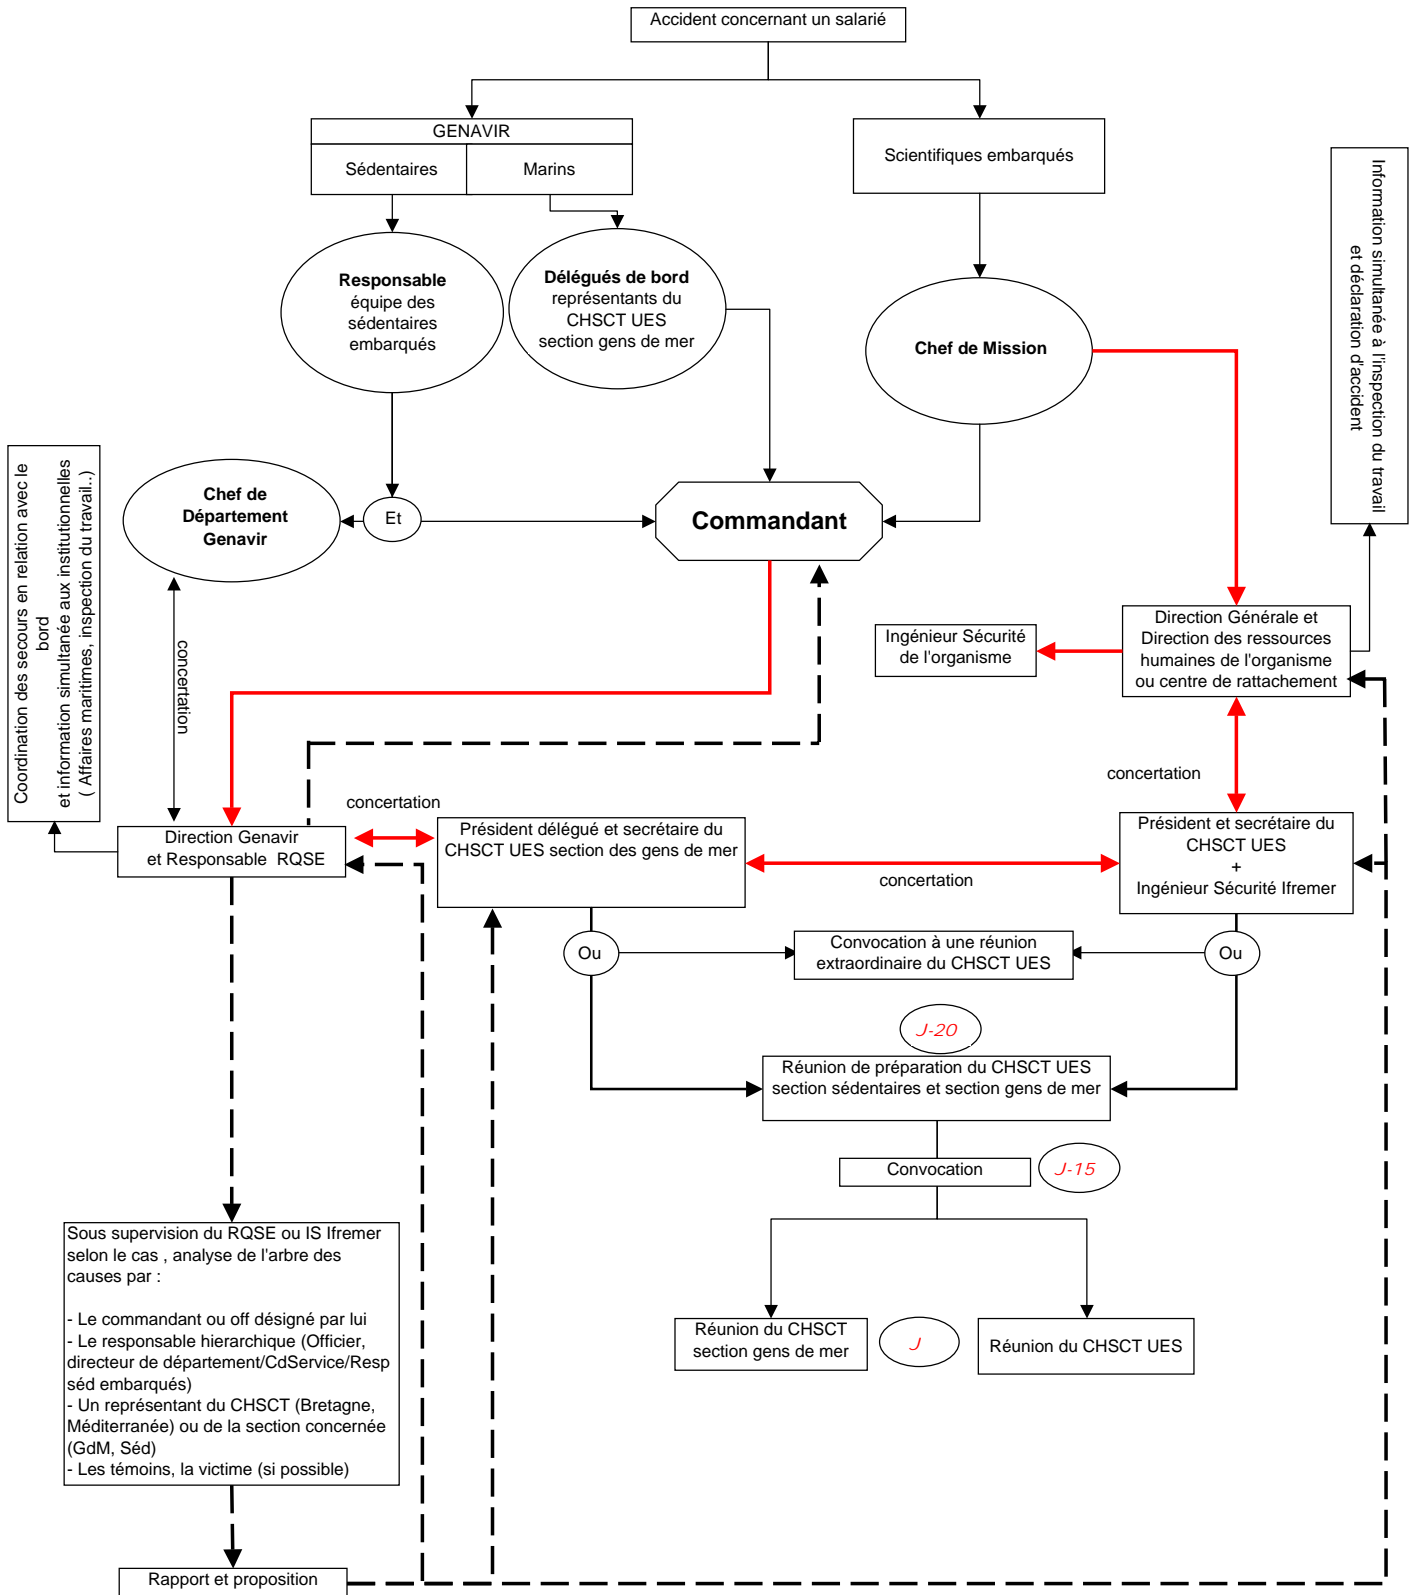 Accident concernant un salarié
GENAVIR
Sédentaires
Marins
Scientifiques embarqués
Information simultanée à l'inspection du travail
et déclaration d'accident
Responsable
équipe des
sédentaires
embarqués
Délégués de bord
représentants du
CHSCT UES
section gens de mer
Chef de Mission
Coordination des secours en relation avec le
bord
et information simultanée aux institutionnelles
( Affaires maritimes, inspection du travail..)
Chef de
Département
Genavir
Et
Commandant
concertation
Ingénieur Sécurité
de l'organisme
Direction Générale et
Direction des ressources
humaines de l'organisme
ou centre de rattachement
concertation
concertation
Direction Genavir
et Responsable RQSE
Président délégué et secrétaire du
CHSCT UES section des gens de mer
concertation
Président et secrétaire du
CHSCT UES
+
Ingénieur Sécurité Ifremer
Ou
Convocation à une réunion
extraordinaire du CHSCT UES
Ou
J-20
Réunion de préparation du CHSCT UES
section sédentaires et section gens de mer
Convocation
J-15
Sous supervision du RQSE ou IS Ifremer
selon le cas , analyse de l'arbre des
causes par :
- Le commandant ou off désigné par lui
- Le responsable hierarchique (Officier,
directeur de département/CdService/Resp
séd embarqués)
- Un représentant du CHSCT (Bretagne,
Méditerranée) ou de la section concernée
(GdM, Séd)
- Les témoins, la victime (si possible)
Réunion du CHSCT
section gens de mer
J
Réunion du CHSCT UES
Rapport et proposition